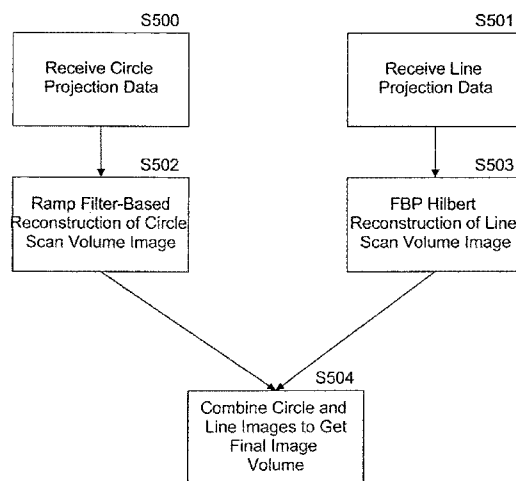 S500
Receive Circle
Projection Data
S501
Receive Line
Projection Data
S502
Ramp Filter-Based
Reconstruction of Circle
Scan Volume Image
S503
FBP Hilbert
Reconstruction of Line
Scan Volume Image
S504
Combine Circle and
Line Images to Get
Final Image
Volume